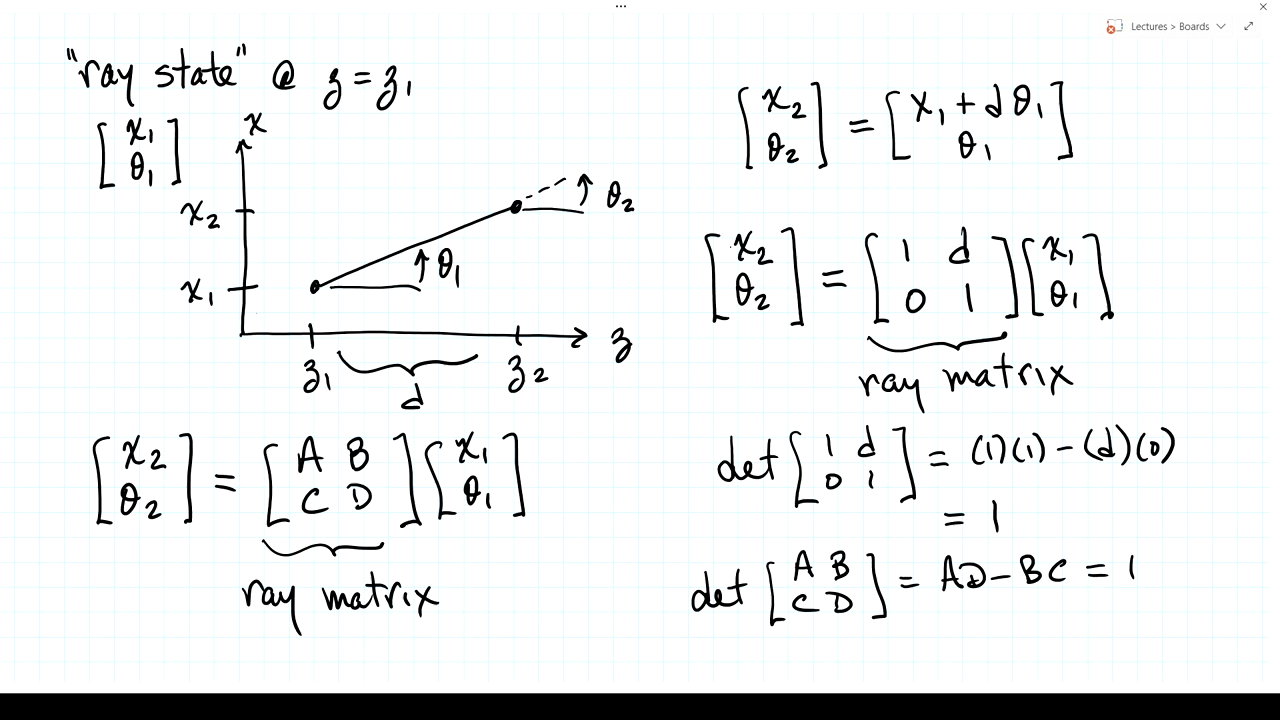 ...
Lectures > Boards
"ray state" @ z = z₁
[x₁
θ₁]
x
x₂
x₁
θ₁
θ₂
z₁
z₂
z
d
[x₂
θ₂] = [A B
C D] [x₁
θ₁]
ray matrix
[x₂
θ₂] = [x₁ + d θ₁
θ₁]
[x₂
θ₂] = [1 d
0 1] [x₁
θ₁]
ray matrix
det [1 d
0 1] = (1)(1) - (d)(0)
= 1
det [A B
C D] = AD - BC = 1